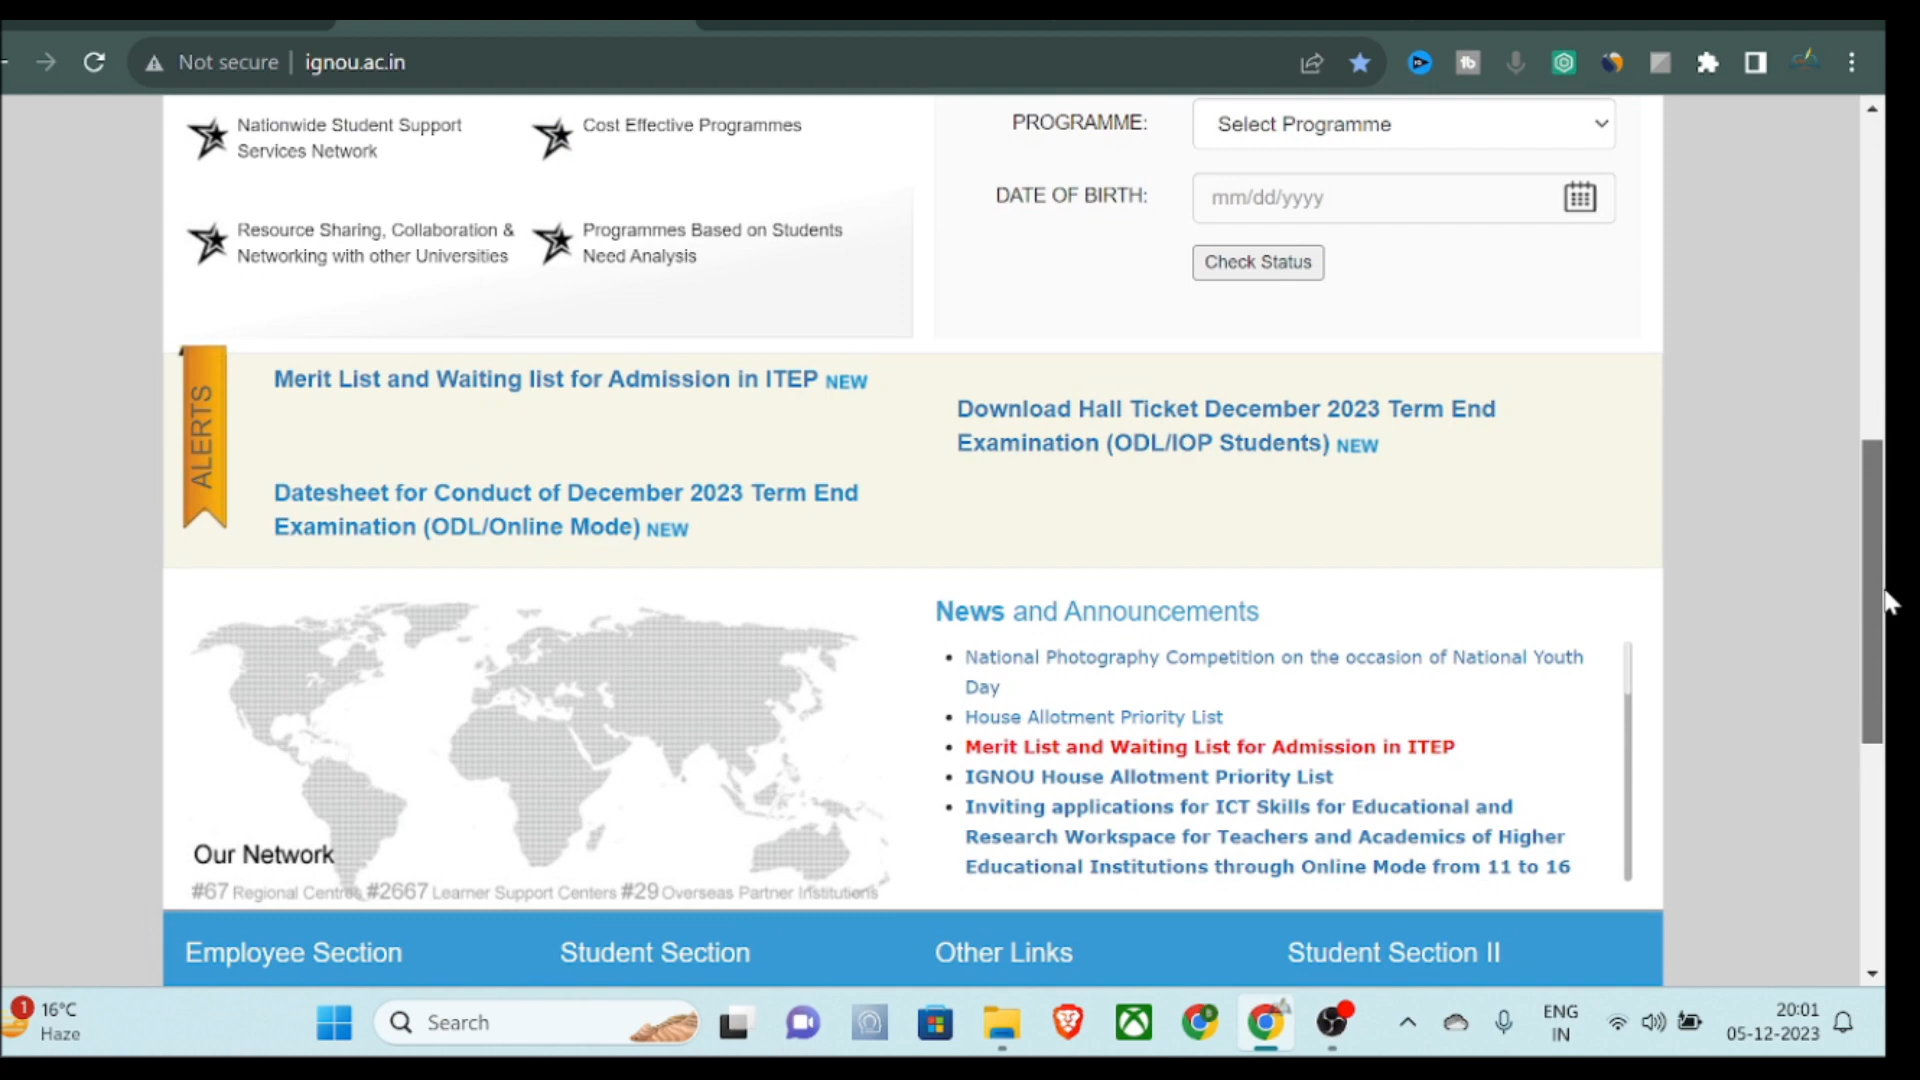 Not secure | ignou.ac.in
Nationwide Student Support
Services Network
Cost Effective Programmes
Resource Sharing, Collaboration &
Networking with other Universities
Programmes Based on Students
Need Analysis
PROGRAMME:
Select Programme
DATE OF BIRTH:
mm/dd/yyyy
Check Status
ALERTS
Merit List and Waiting list for Admission in ITEP NEW
Datesheet for Conduct of December 2023 Term End
Examination (ODL/Online Mode) NEW
Download Hall Ticket December 2023 Term End
Examination (ODL/IOP Students) NEW
Our Network
#67 Regional Centres #2667 Learner Support Centers #29 Overseas Partner Institutions
News and Announcements
National Photography Competition on the occasion of National Youth
Day
House Allotment Priority List
Merit List and Waiting List for Admission in ITEP
IGNOU House Allotment Priority List
Inviting applications for ICT Skills for Educational and
Research Workspace for Teachers and Academics of Higher
Educational Institutions through Online Mode from 11 to 16
Employee Section
Student Section
Other Links
Student Section II
1
16°C
Haze
Search
ENG
IN
20:01
05-12-2023